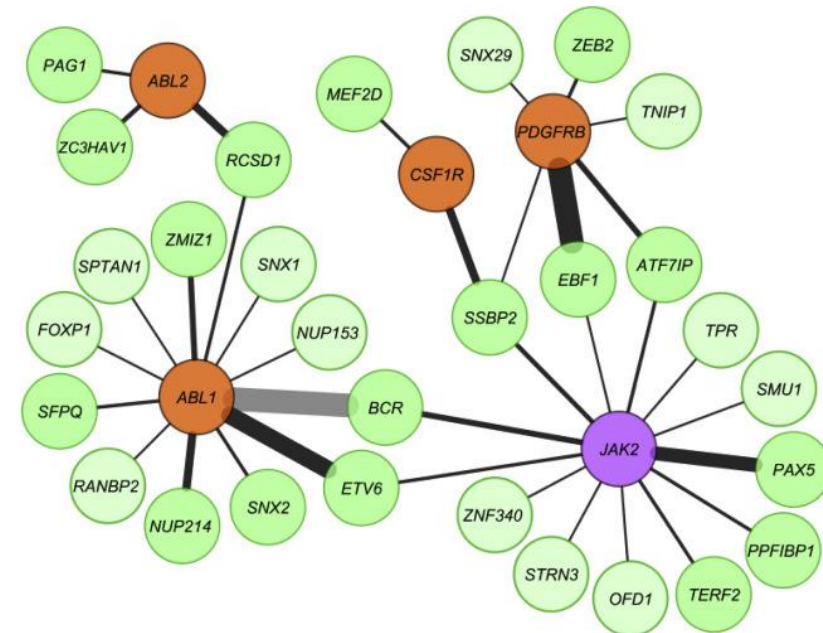 PAG1
ABL2
ZC3HAV1
RCSD1
MEF2D
CSF1R
SNX29
ZEB2
PDGFRB
TNIP1
SPTAN1
ZMIZ1
SNX1
FOXP1
NUP153
SFPQ
ABL1
BCR
RANBP2
NUP214
SNX2
ETV6
SSBP2
EBF1
ATF7IP
TPR
SMU1
JAK2
PAX5
ZNF340
STRN3
OFD1
TERF2
PPFIBP1